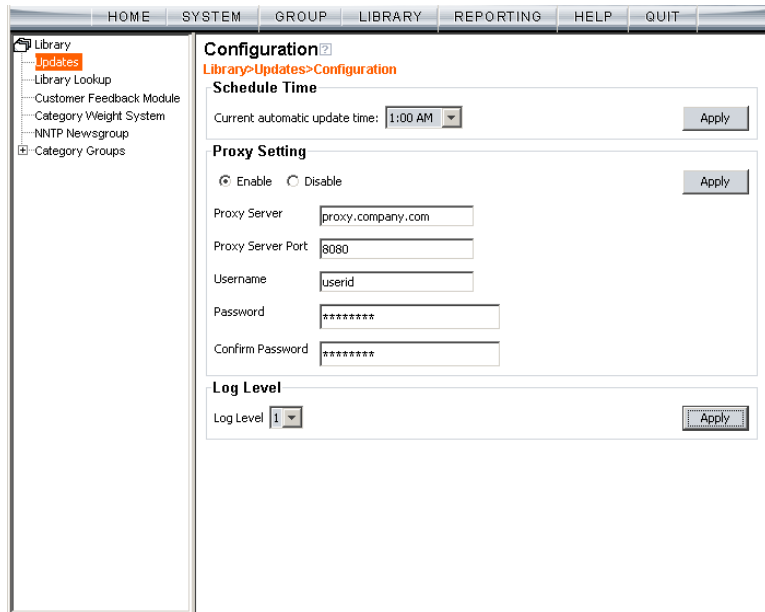 HOME SYSTEM GROUP LIBRARY REPORTING HELP QUIT
Library
Updates
Library Lookup
Customer Feedback Module
Category Weight System
NNTP Newsgroup
Category Groups
Configuration
Library>Updates>Configuration
Schedule Time
Current automatic update time: 1:00 AM Apply
Proxy Setting
Enable Disable Apply
Proxy Server proxy.company.com
Proxy Server Port 8080
Username userid
Password ********
Confirm Password ********
Log Level
Log Level 1 Apply